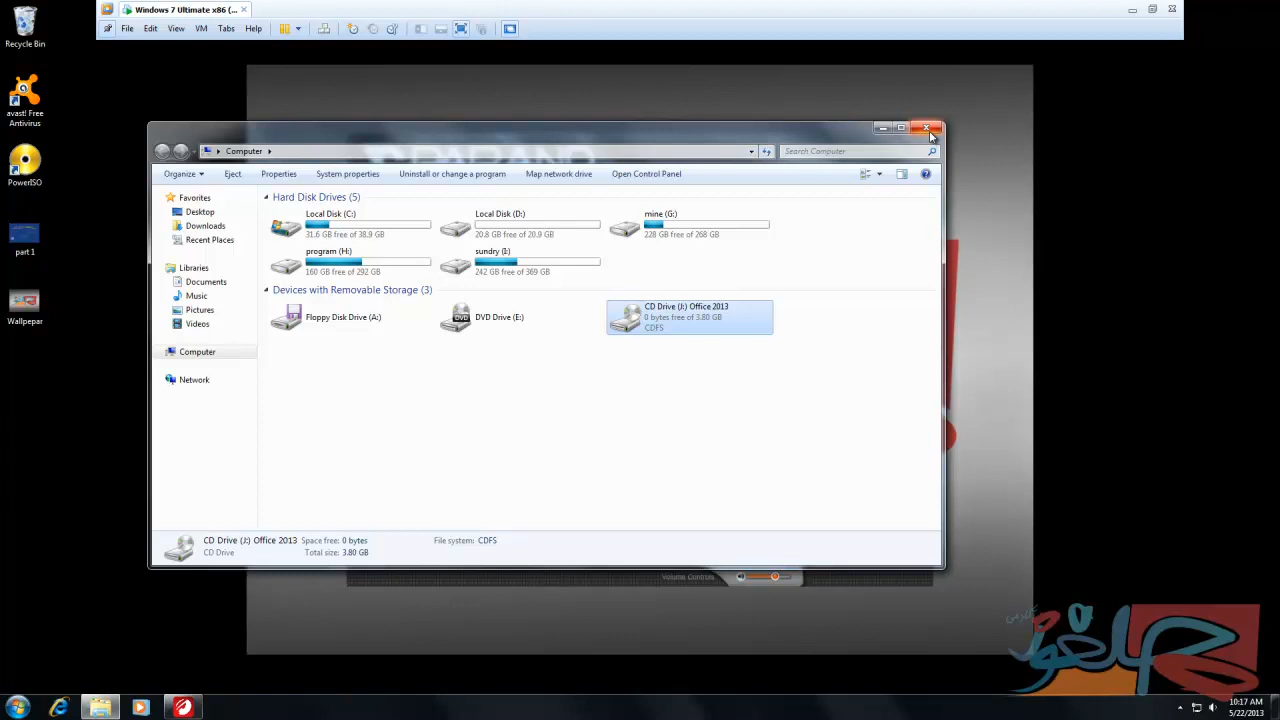 Recycle Bin
avast! Free
Antivirus
PowerISO
part 1
Wallpepar
Windows 7 Ultimate x86 (...
File Edit View VM Tabs Help
Computer
Search Computer
Organize Eject Properties System properties Uninstall or change a program Map network drive Open Control Panel
Favorites
Desktop
Downloads
Recent Places
Libraries
Documents
Music
Pictures
Videos
Computer
Network
Hard Disk Drives (5)
Local Disk (C:)
31.6 GB free of 38.9 GB
Local Disk (D:)
20.8 GB free of 20.9 GB
mine (G:)
228 GB free of 268 GB
program (H:)
160 GB free of 292 GB
sundry (I:)
242 GB free of 369 GB
Devices with Removable Storage (3)
Floppy Disk Drive (A:)
DVD
DVD Drive (E:)
CD Drive (J:) Office 2013
0 bytes free of 3.80 GB
CDFS
CD Drive (J:) Office 2013 Space free: 0 bytes File system: CDFS
CD Drive Total size: 3.80 GB
Volume Controls
10:17 AM
5/22/2013